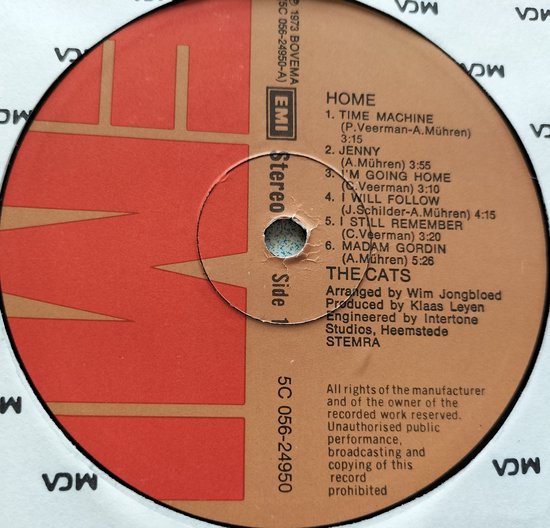 ℗ 1973 BOVEMA
(5C 056-24950-A)
EMI
Stereo
Side 1
5C 056-24950
HOME
1. TIME MACHINE
(P.Veerman-A.Mühren)
3:15
2. JENNY
(A.Mühren) 3:55
3. I'M GOING HOME
(C.Veerman) 3:10
4. I WILL FOLLOW
(J.Schilder-A.Mühren) 4:15
5. I STILL REMEMBER
(C.Veerman) 3:20
6. MADAM GORDIN
(A.Mühren) 5:26
THE CATS
Arranged by Wim Jongbloed
Produced by Klaas Leyen
Engineered by Intertone
Studios, Heemstede
STEMRA
All rights of the manufacturer
and of the owner of the
recorded work reserved.
Unauthorised public
performance,
broadcasting and
copying of this
record
prohibited
EMI
MCA
MCA
MCA
MCA
MCA
MCA